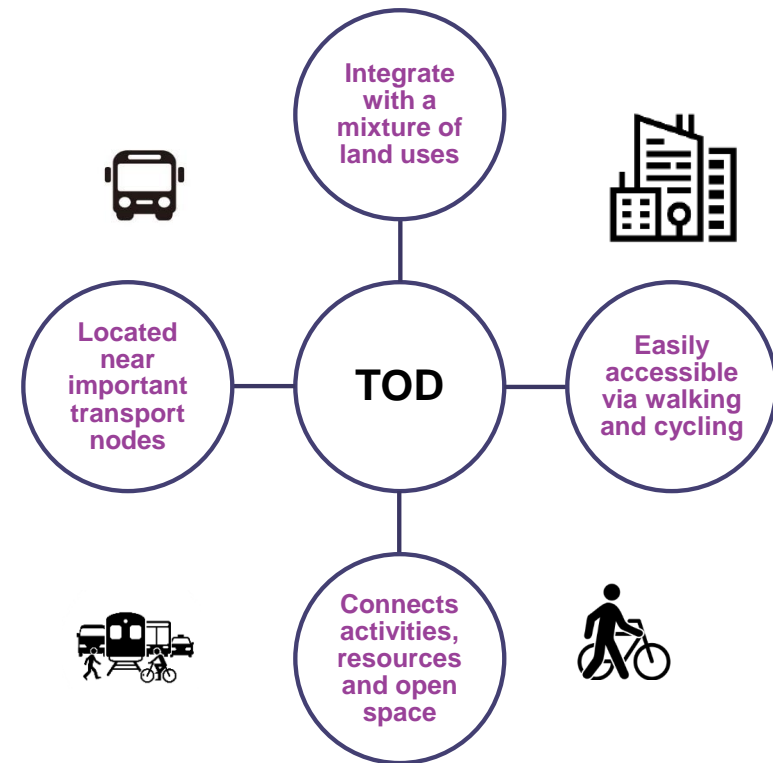 Integrate
with a
mixture of
land uses
Located
near
important
transport
nodes
TOD
Easily
accessible
via walking
and cycling
Connects
activities,
resources
and open
space